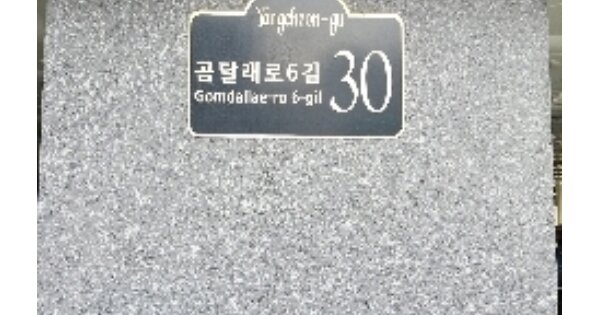 Yangcheon-gu
곰달래로6길
Gomdallae-ro 6-gil
30